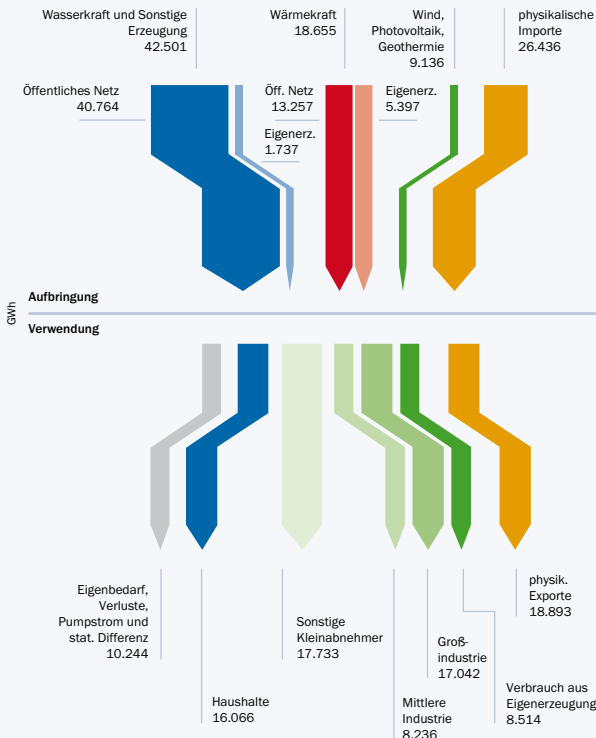 Wasserkraft und Sonstige
Erzeugung
42.501
Wärmekraft
18.655
Wind,
Photovoltaik,
Geothermie
9.136
physikalische
Importe
26.436
Öffentliches Netz
40.764
Öff. Netz
13.257
Eigenerz.
5.397
Eigenerz.
1.737
Aufbringung
GWh
Verwendung
Eigenbedarf,
Verluste,
Pumpstrom und
stat. Differenz
10.244
Haushalte
16.066
Sonstige
Kleinabnehmer
17.733
Mittlere
Industrie
8.236
Groß-
industrie
17.042
Verbrauch aus
Eigenerzeugung
8.514
physik.
Exporte
18.893